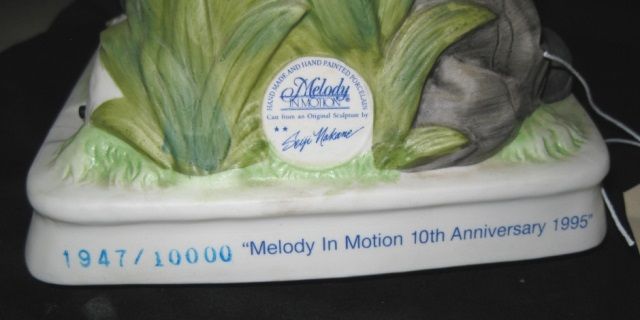 HAND MADE AND HAND PAINTED PORCELAIN
Melody
IN MOTION®
Cast from an Original Sculpture by
★★
Seiji Nakane
1947/10000 "Melody In Motion 10th Anniversary 1995"